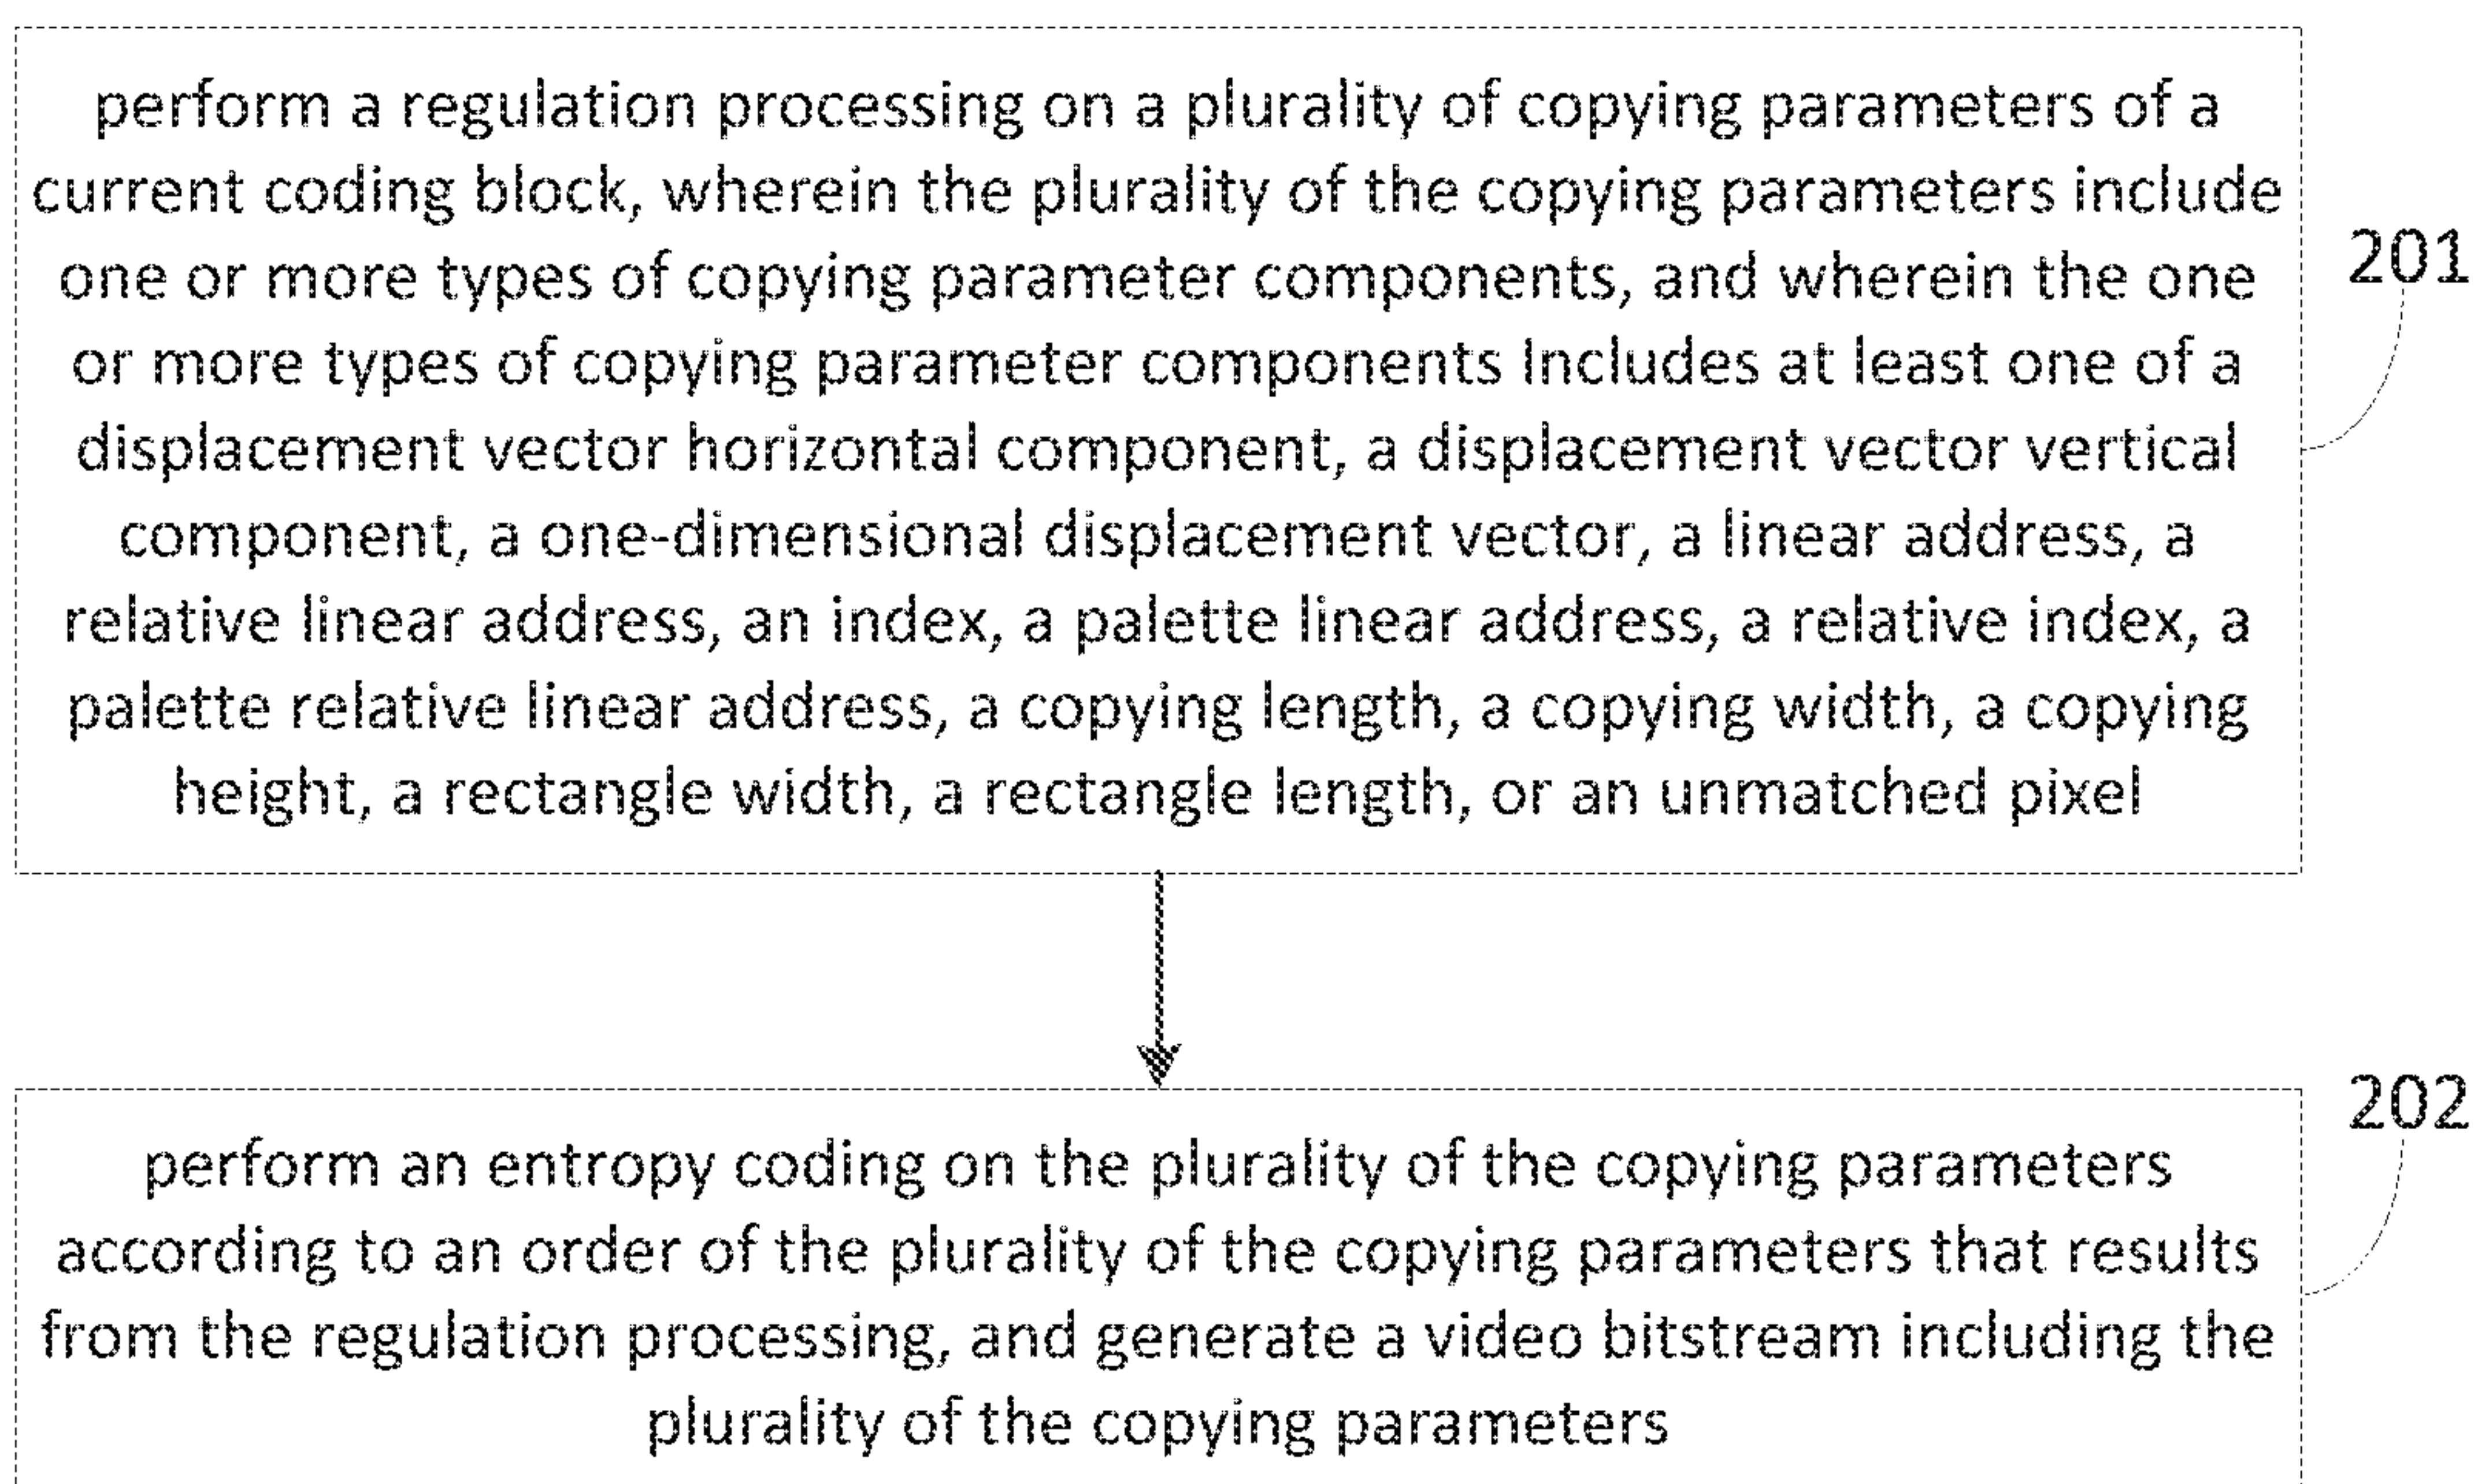 perform a regulation processing on a plurality of copying parameters of a
current coding block, wherein the plurality of the copying parameters include
one or more types of copying parameter components, and wherein the one
or more types of copying parameter components Includes at least one of a
displacement vector horizontal component, a displacement vector vertical
component, a one-dimensional displacement vector, a linear address, a
relative linear address, an index, a palette linear address, a relative index, a
palette relative linear address, a copying length, a copying width, a copying
height, a rectangle width, a rectangle length, or an unmatched pixel
201
202
perform an entropy coding on the plurality of the copying parameters
according to an order of the plurality of the copying parameters that results
from the regulation processing, and generate a video bitstream including the
plurality of the copying parameters